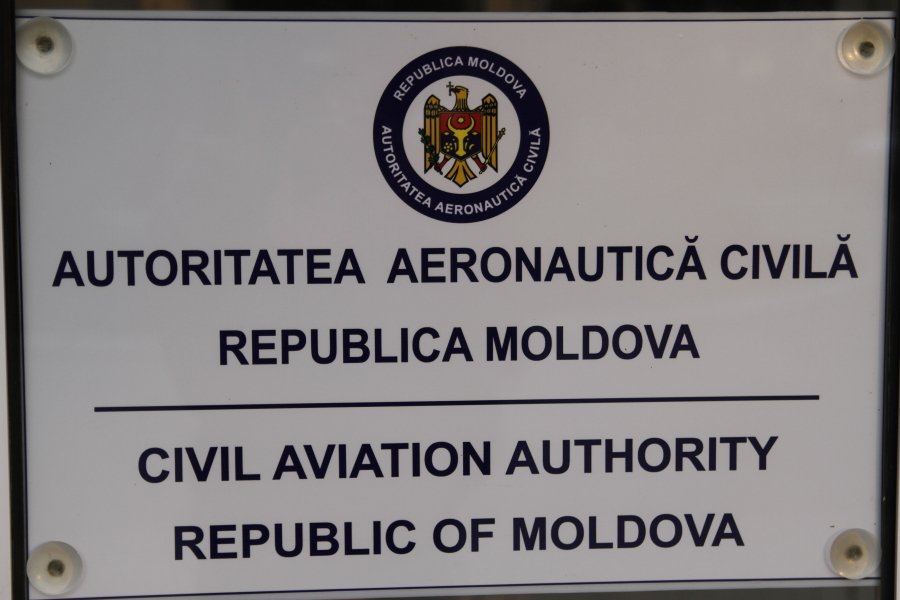 REPUBLICA MOLDOVA
AUTORITATEA AERONAUTICĂ CIVILĂ
AUTORITATEA AERONAUTICĂ CIVILĂ
REPUBLICA MOLDOVA
CIVIL AVIATION AUTHORITY
REPUBLIC OF MOLDOVA